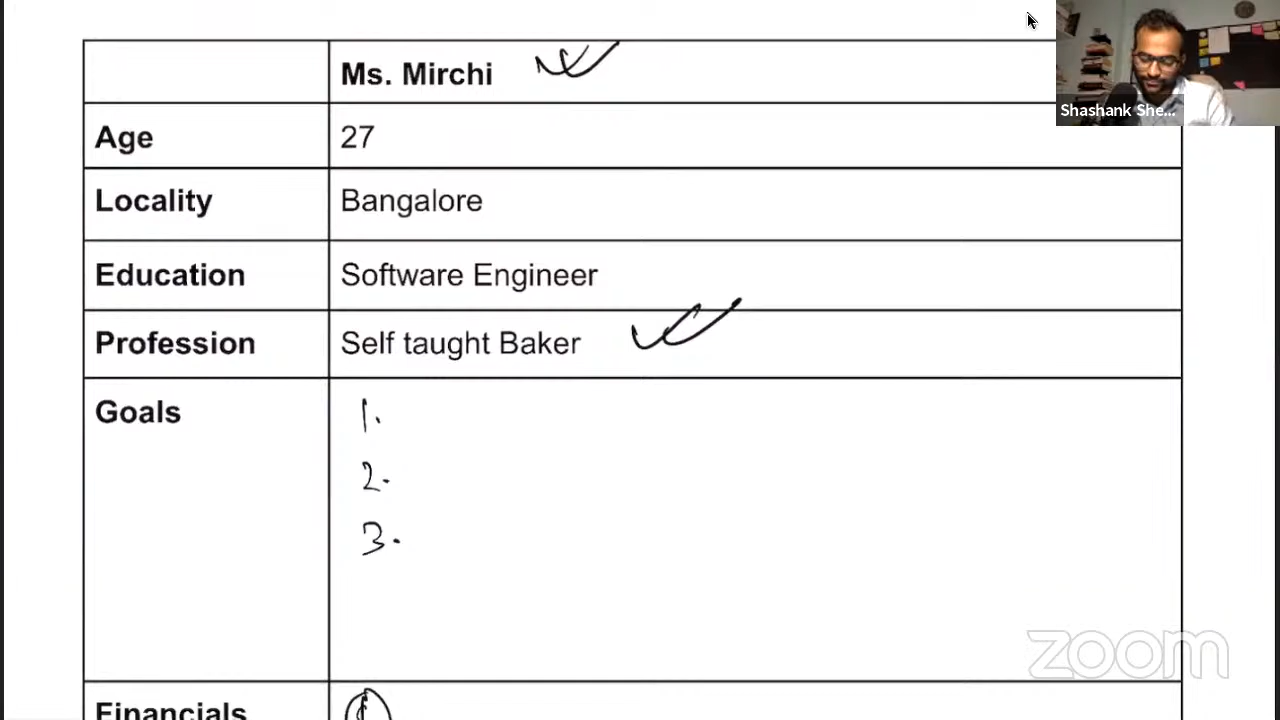 Ms. Mirchi
Shashank She...
Age 27
Locality Bangalore
Education Software Engineer
Profession Self taught Baker
Goals 1.
2.
3.
zoom
Financials